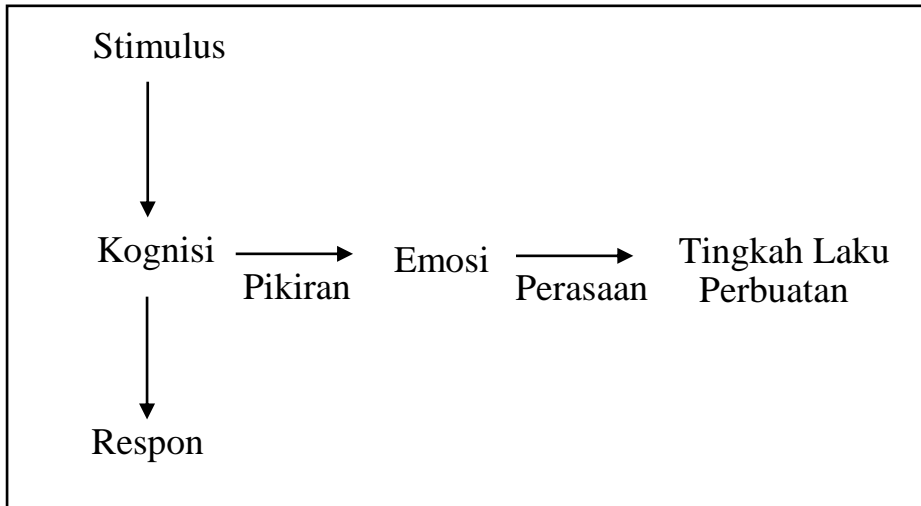 Stimulus
Kognisi
Pikiran
Emosi
Perasaan
Tingkah Laku
Perbuatan
Respon